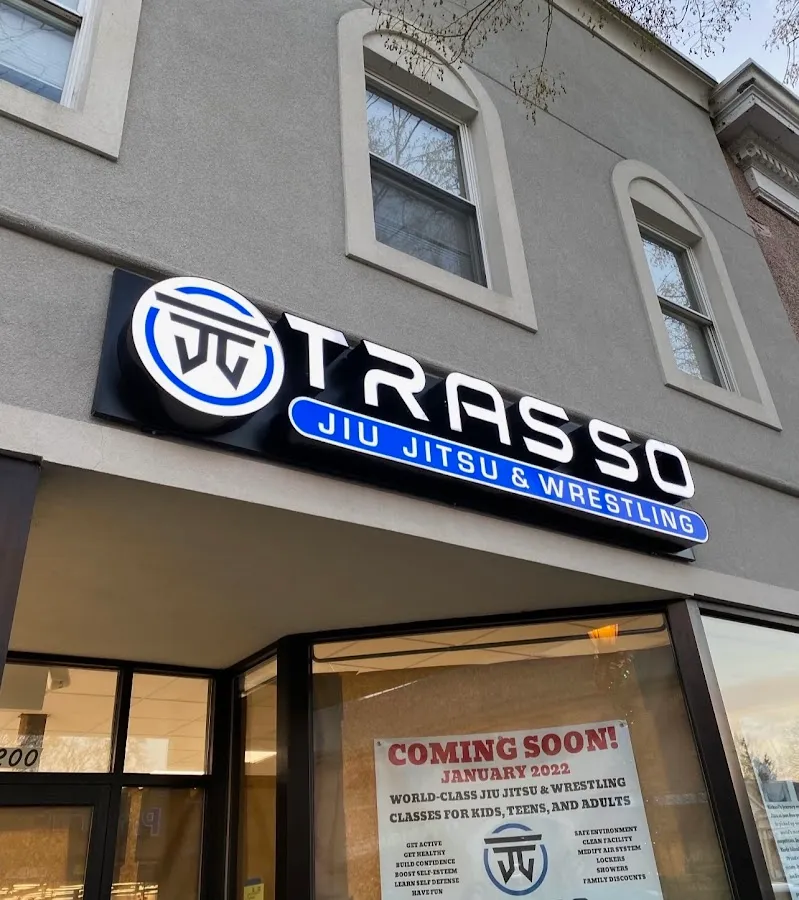 TRASSO
JIU JITSU & WRESTLING
200
COMING SOON!
JANUARY 2022
WORLD-CLASS JIU JITSU & WRESTLING
CLASSES FOR KIDS, TEENS, AND ADULTS
GET ACTIVE
GET HEALTHY
BUILD CONFIDENCE
BOOST SELF-ESTEEM
LEARN SELF DEFENSE
HAVE FUN
SAFE ENVIRONMENT
CLEAN FACILITY
MEDIFY AIR SYSTEM
LOCKERS
SHOWERS
FAMILY DISCOUNTS